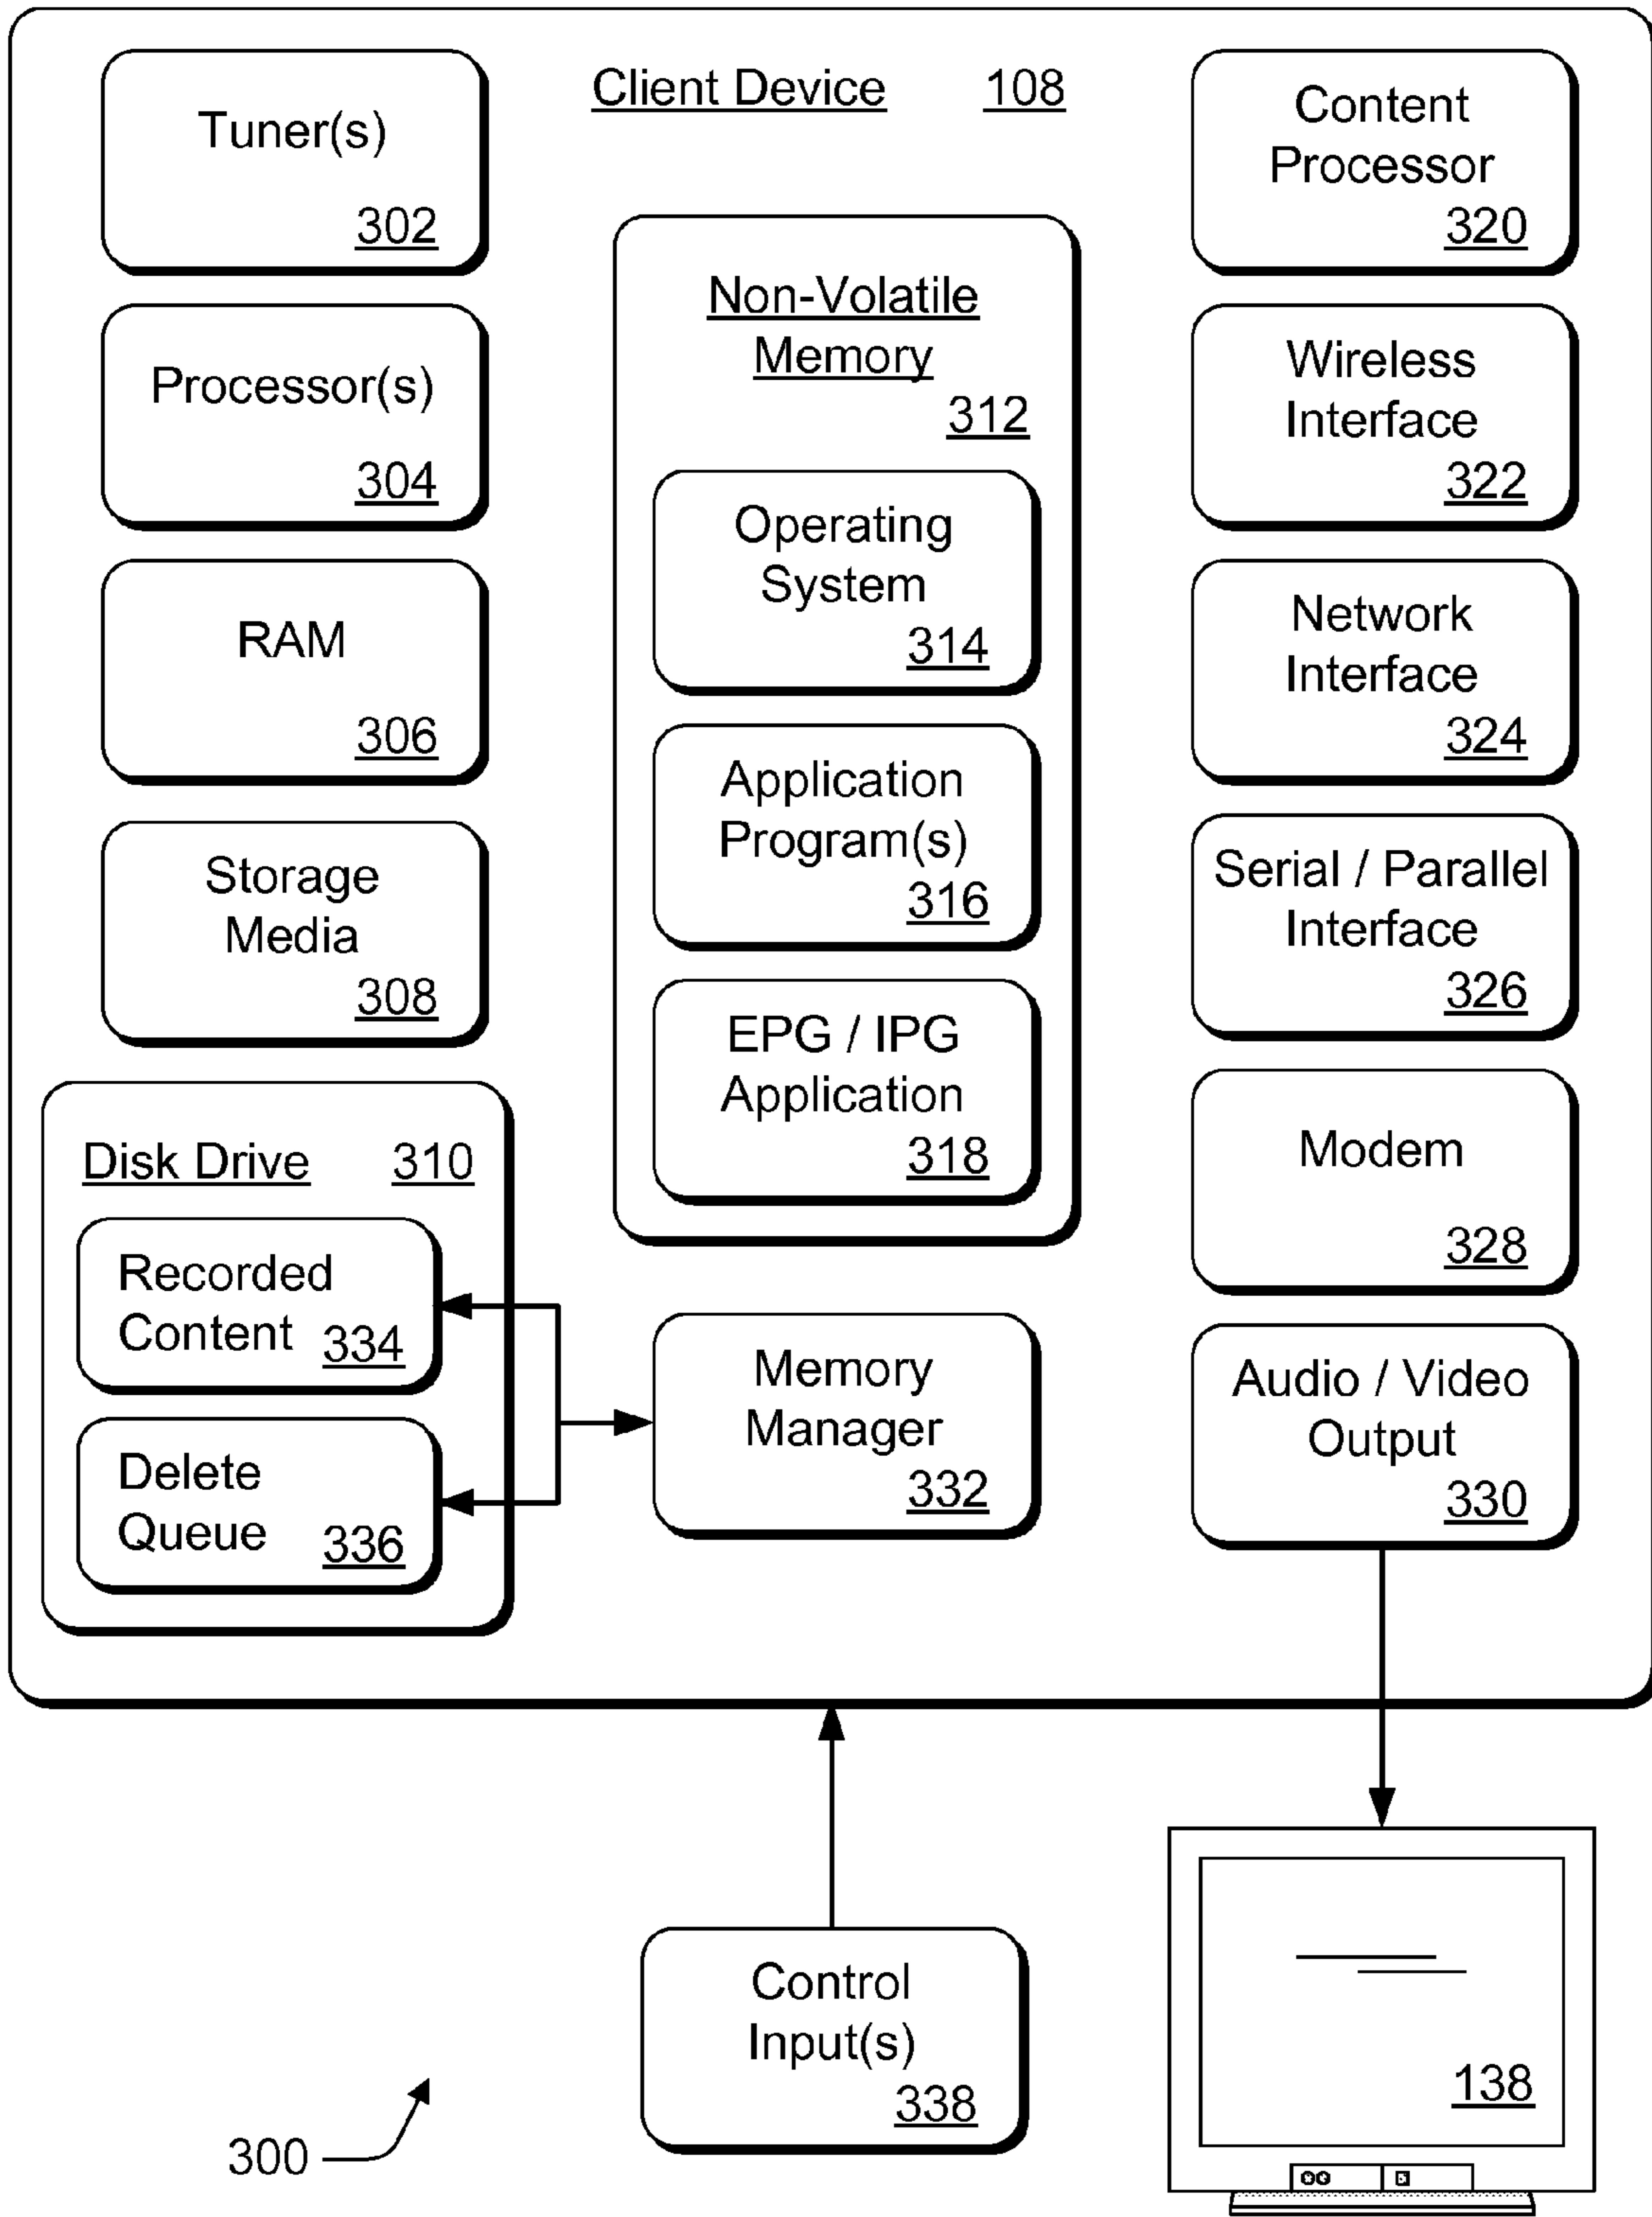 Client Device 108
Tuner(s)
302
Processor(s)
304
RAM
306
Storage
Media
308
Disk Drive 310
Recorded
Content 334
Delete
Queue 336
Non-Volatile
Memory
312
Operating
System
314
Application
Program(s)
316
EPG / IPG
Application
318
Memory
Manager
332
Content
Processor
320
Wireless
Interface
322
Network
Interface
324
Serial / Parallel
Interface
326
Modem
328
Audio / Video
Output
330
Control
Input(s)
338
138
300